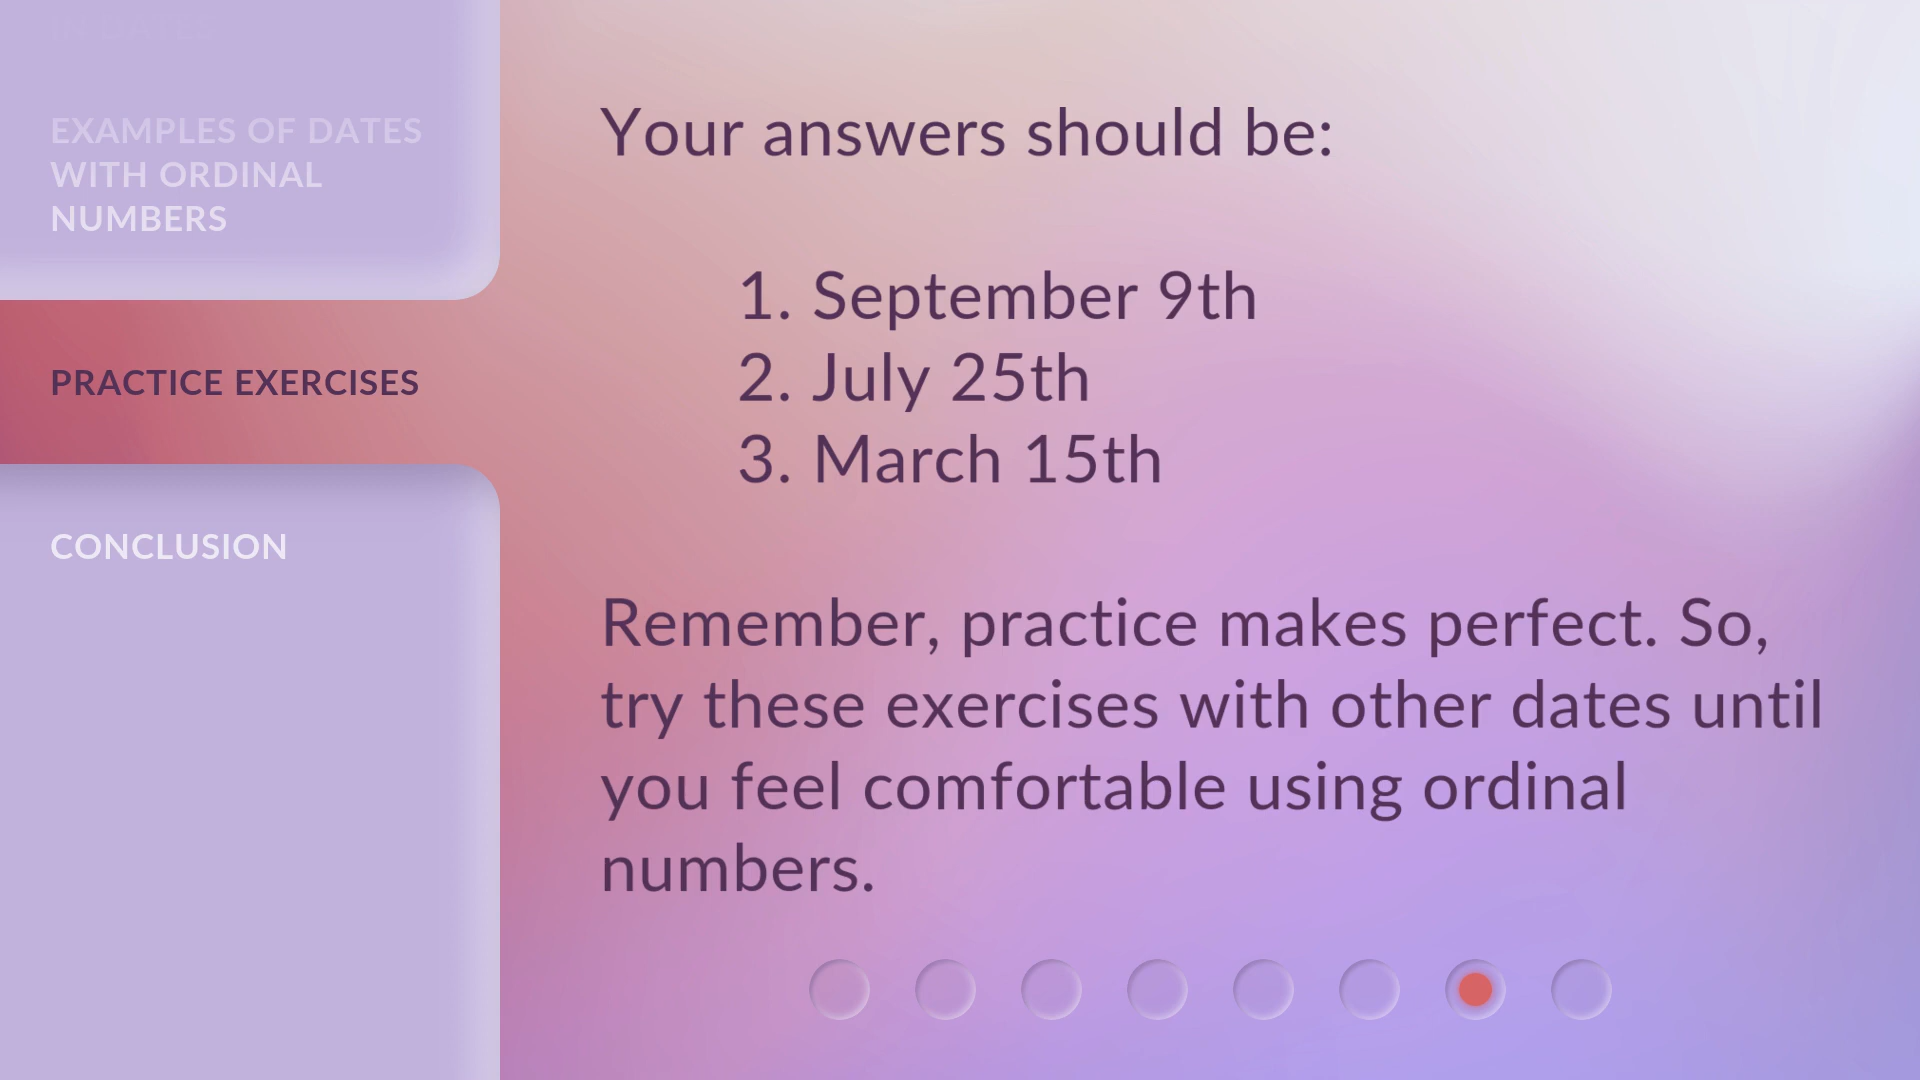 IN DATES
EXAMPLES OF DATES
WITH ORDINAL
NUMBERS
PRACTICE EXERCISES
CONCLUSION
Your answers should be:
1. September 9th
2. July 25th
3. March 15th
Remember, practice makes perfect. So,
try these exercises with other dates until
you feel comfortable using ordinal
numbers.